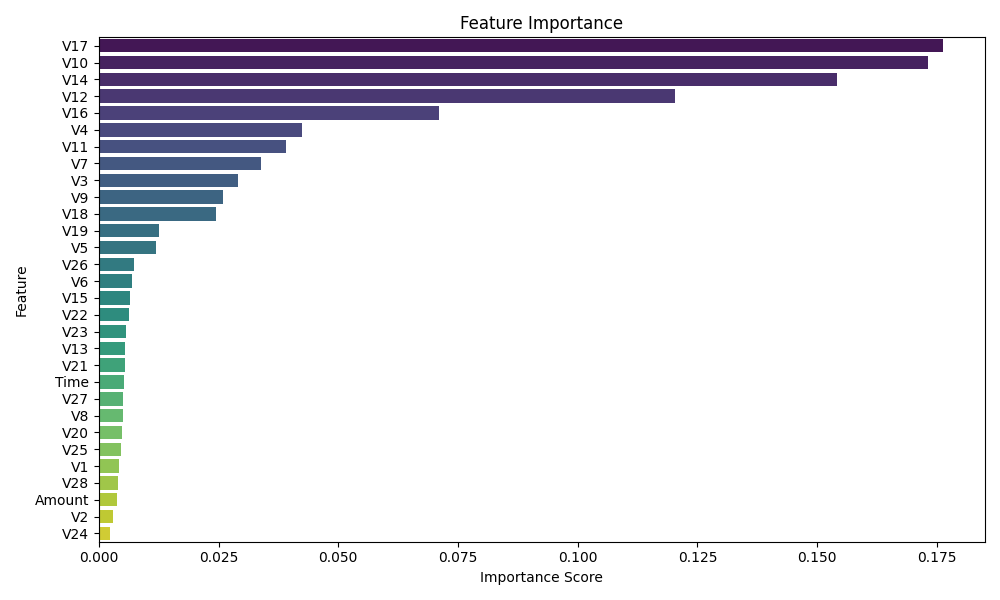 Feature Importance
V17
V10
V14
V12
V16
V4
V11
V7
V3
V9
V18
V19
V5
V26
V6
V15
V22
V23
V13
V21
Time
V27
V8
V20
V25
V1
V28
Amount
V2
V24
Feature
0.000 0.025 0.050 0.075 0.100 0.125 0.150 0.175
Importance Score